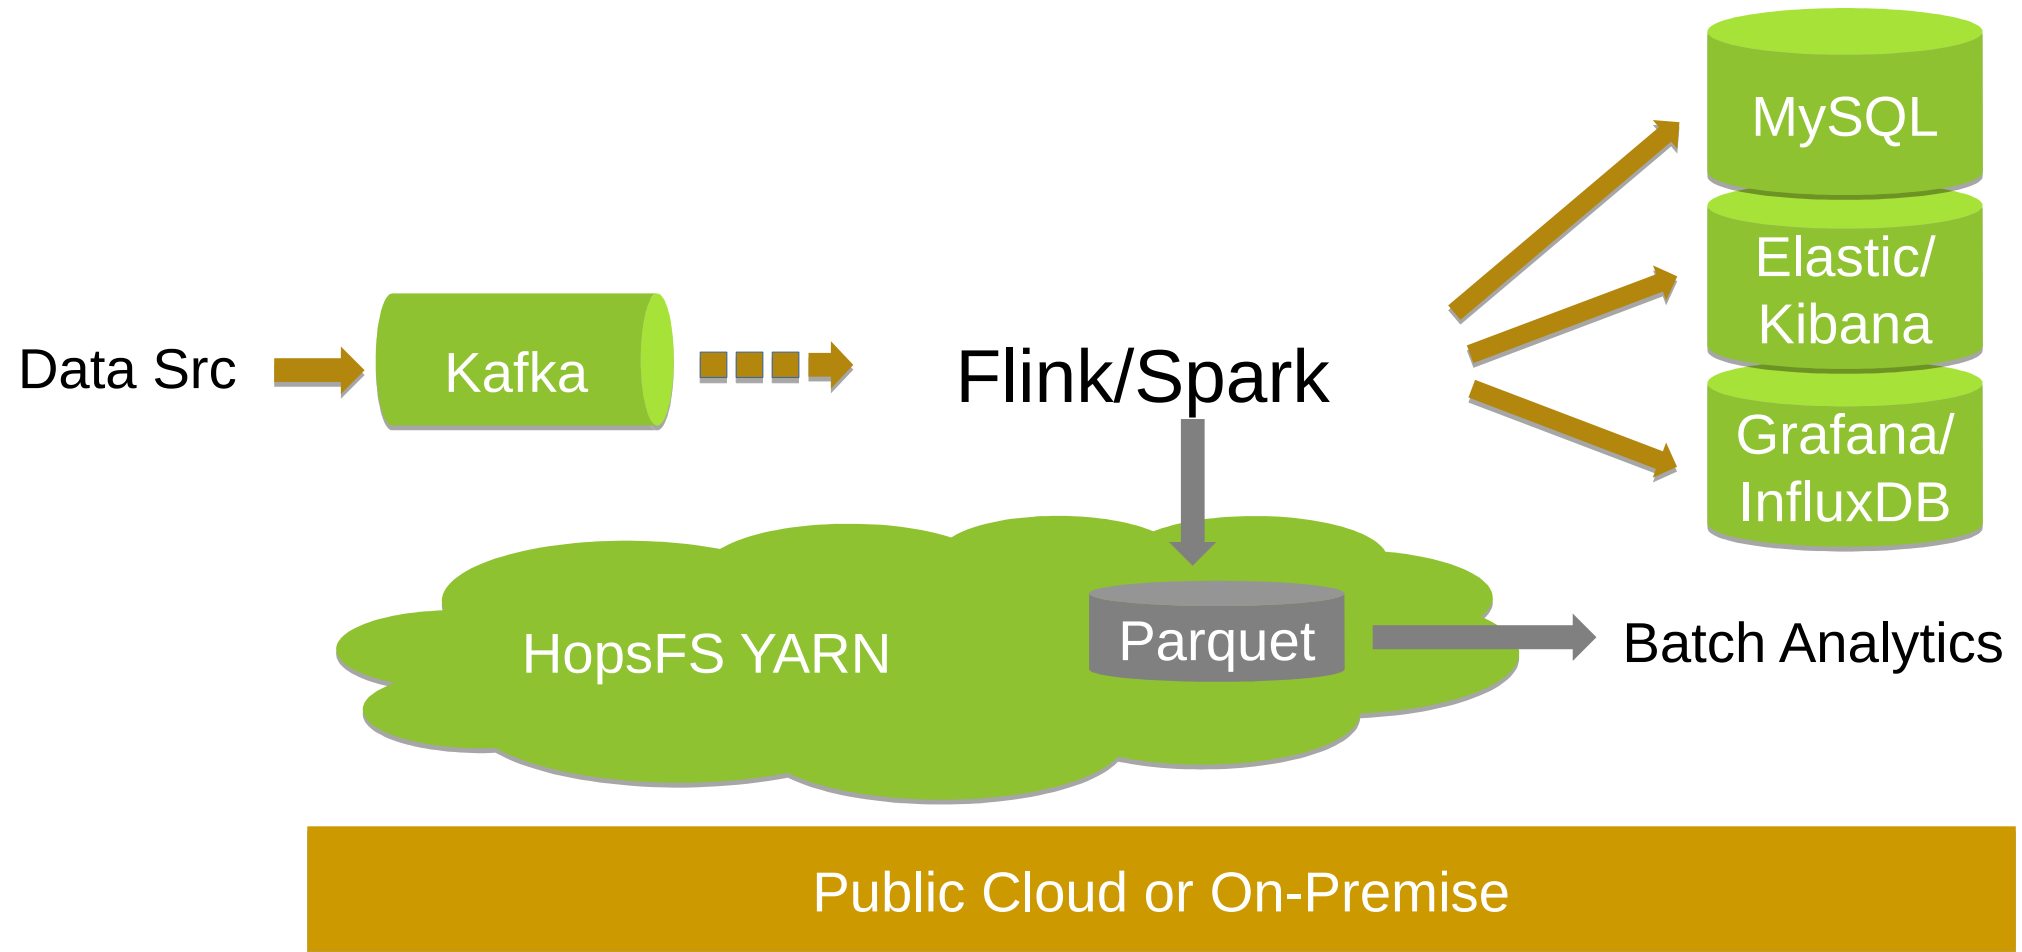 MySQL
Elastic/
Kibana
Data Src
Kafka
Flink/Spark
Grafana/
InfluxDB
HopsFS YARN
Parquet
Batch Analytics
Public Cloud or On-Premise